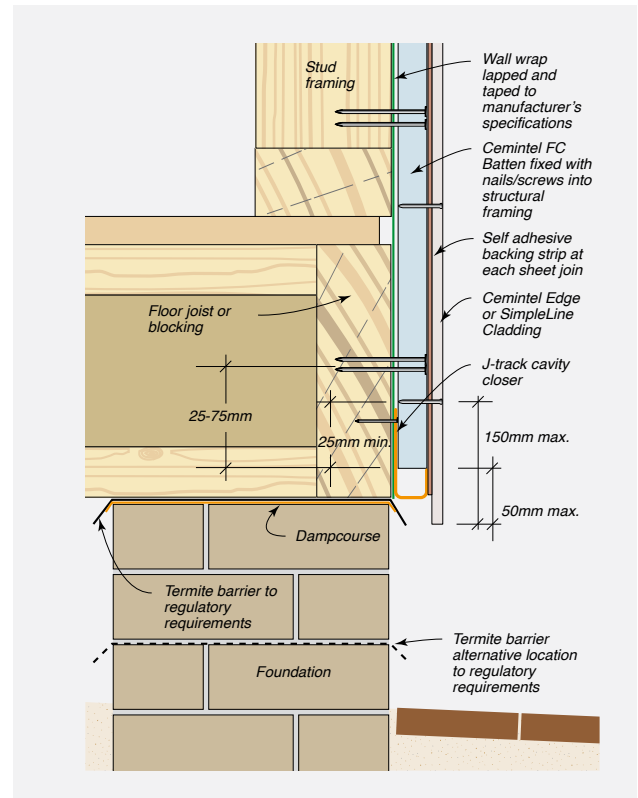 Stud
framing
Wall wrap
lapped and
taped to
manufacturer's
specifications
Cemintel FC
Batten fixed with
nails/screws into
structural
framing
Self adhesive
backing strip at
each sheet join
Floor joist or
blocking
Cemintel Edge
or SimpleLine
Cladding
J-track cavity
closer
25-75mm
25mm min.
150mm max.
50mm max.
Dampcourse
Termite barrier to
regulatory
requirements
Termite barrier
alternative location
to regulatory
requirements
Foundation